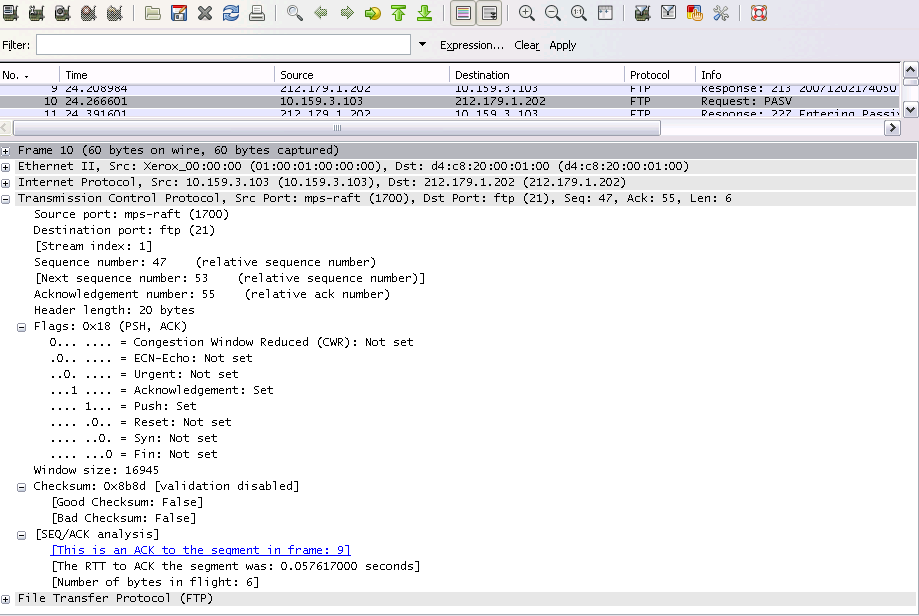 Filter: Expression... Clear Apply
No. Time Source Destination Protocol Info
9 24.208984 212.179.1.202 10.159.3.103 FTP Response: 213 20071202174050
10 24.266601 10.159.3.103 212.179.1.202 FTP Request: PASV
11 24.391601 212.179.1.202 10.159.3.103 FTP Response: 227 Entering Passi
Frame 10 (60 bytes on wire, 60 bytes captured)
Ethernet II, Src: Xerox_00:00:00 (01:00:01:00:00:00), Dst: d4:c8:20:00:01:00 (d4:c8:20:00:01:00)
Internet Protocol, Src: 10.159.3.103 (10.159.3.103), Dst: 212.179.1.202 (212.179.1.202)
Transmission Control Protocol, Src Port: mps-raft (1700), Dst Port: ftp (21), Seq: 47, Ack: 55, Len: 6
Source port: mps-raft (1700)
Destination port: ftp (21)
[Stream index: 1]
Sequence number: 47 (relative sequence number)
[Next sequence number: 53 (relative sequence number)]
Acknowledgement number: 55 (relative ack number)
Header length: 20 bytes
Flags: 0x18 (PSH, ACK)
0... .... = Congestion Window Reduced (CWR): Not set
.0.. .... = ECN-Echo: Not set
..0. .... = Urgent: Not set
...1 .... = Acknowledgement: Set
.... 1... = Push: Set
.... .0.. = Reset: Not set
.... ..0. = Syn: Not set
.... ...0 = Fin: Not set
Window size: 16945
Checksum: 0x8b8d [validation disabled]
[Good Checksum: False]
[Bad Checksum: False]
[SEQ/ACK analysis]
[This is an ACK to the segment in frame: 9]
[The RTT to ACK the segment was: 0.057617000 seconds]
[Number of bytes in flight: 6]
File Transfer Protocol (FTP)